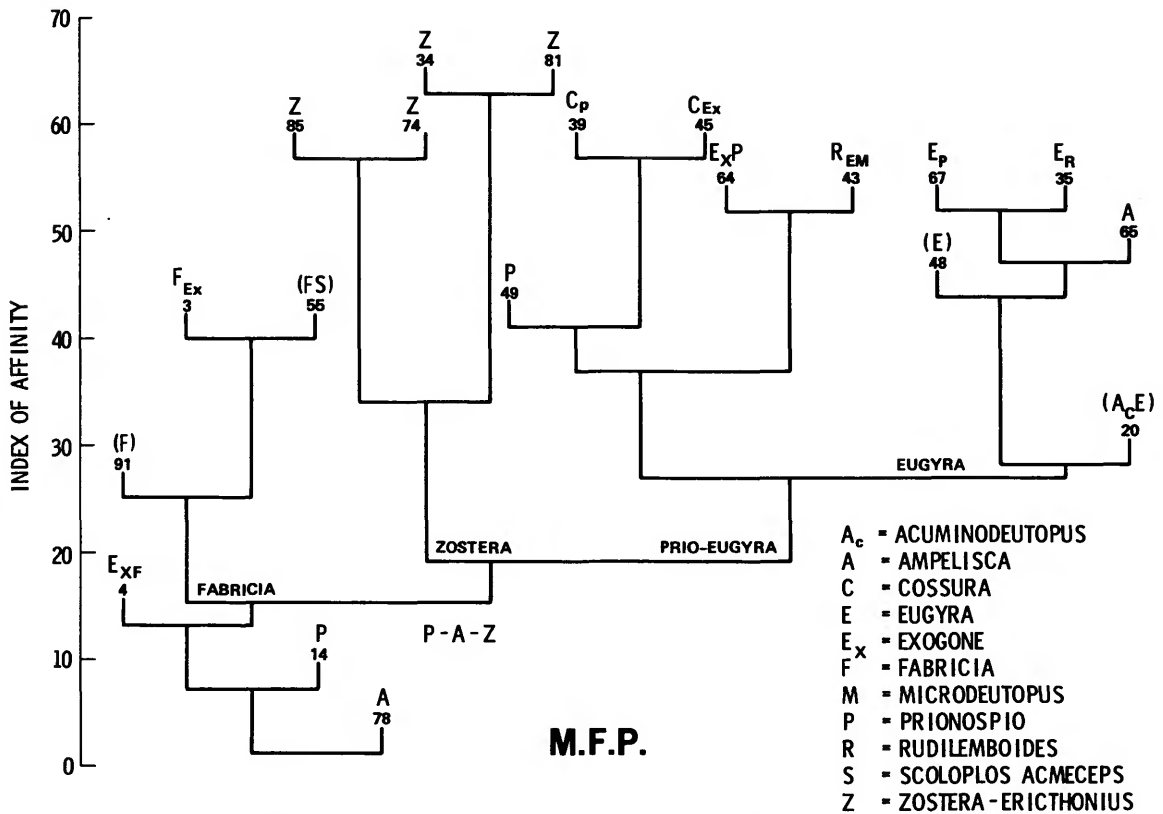 70
60
50
40
30
20
10
0
INDEX OF AFFINITY
Z
34
Z
81
Z
85
Z
74
Cp
39
CEx
45
EXP
64
REM
43
EP
67
ER
35
A
65
(E)
48
FEx
3
(FS)
55
P
49
(AcE)
20
(F)
91
EUGYRA
ZOSTERA
PRIO-EUGYRA
EXF
4
FABRICIA
P-A-Z
P
14
A
78
M.F.P.
Ac = ACUMINODEUTOPUS
A = AMPELISCA
C = COSSURA
E = EUGYRA
Ex = EXOGONE
F = FABRICIA
M = MICRODEUTOPUS
P = PRIONOSPIO
R = RUDILEMBOIDES
S = SCOLOPLOS ACMECEPS
Z = ZOSTERA-ERICTHONIUS